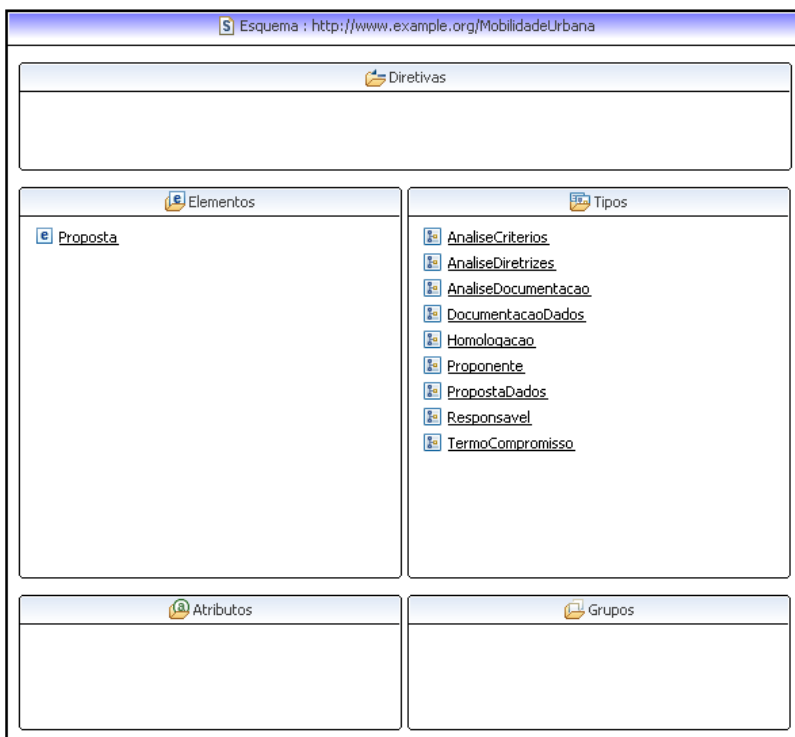 Esquema : http://www.example.org/MobilidadeUrbana
Diretivas
Elementos
Proposta
Tipos
AnaliseCriterios
AnaliseDiretrizes
AnaliseDocumentacao
DocumentacaoDados
Homologacao
Proponente
PropostaDados
Responsavel
TermoCompromisso
Atributos
Grupos